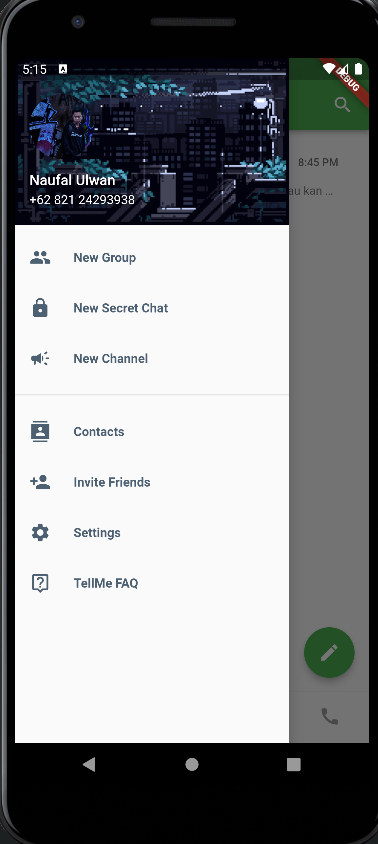 5:15
A
DEBUG
8:45 PM
au kan ...
Naufal Ulwan
+62 821 24293938
New Group
New Secret Chat
New Channel
Contacts
Invite Friends
Settings
TellMe FAQ